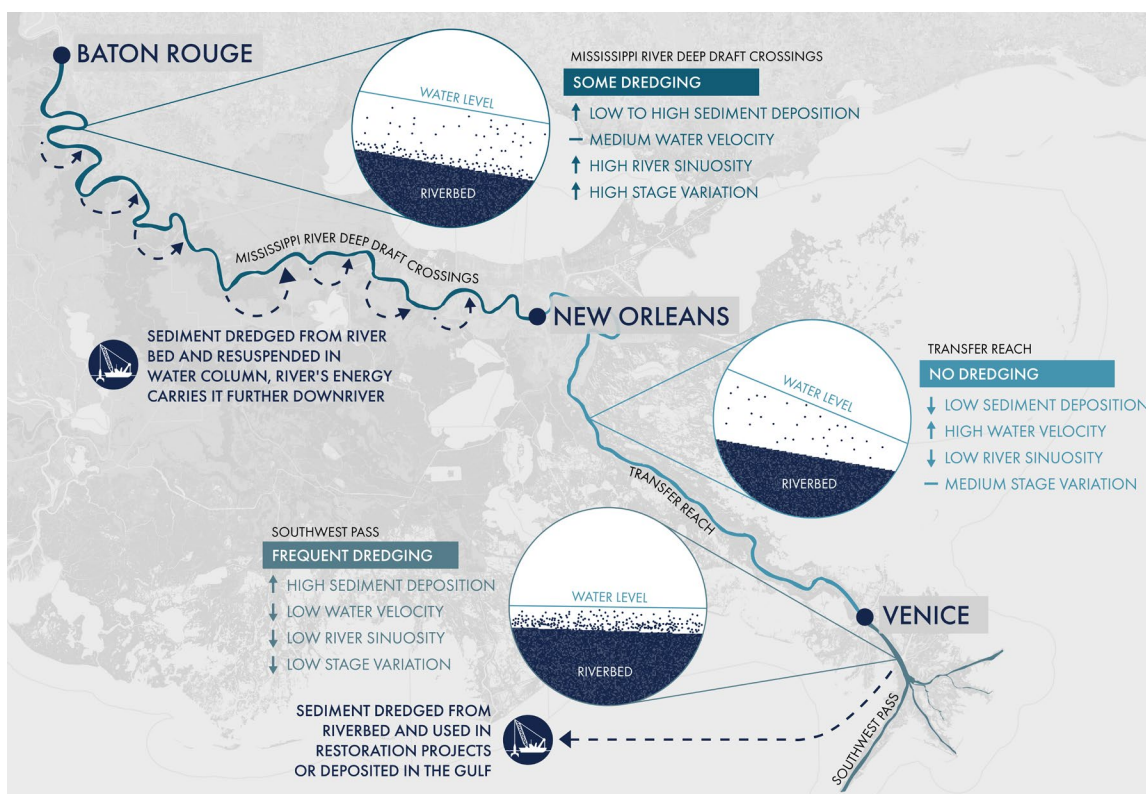 BATON ROUGE
MISSISSIPPI RIVER DEEP DRAFT CROSSINGS
SOME DREDGING
LOW TO HIGH SEDIMENT DEPOSITION
MEDIUM WATER VELOCITY
HIGH RIVER SINUOSITY
HIGH STAGE VARIATION
WATER LEVEL
RIVERBED
MISSISSIPPI RIVER DEEP DRAFT CROSSINGS
NEW ORLEANS
SEDIMENT DREDGED FROM RIVER
BED AND RESUSPENDED IN
WATER COLUMN, RIVER'S ENERGY
CARRIES IT FURTHER DOWNRIVER
TRANSFER REACH
NO DREDGING
LOW SEDIMENT DEPOSITION
HIGH WATER VELOCITY
LOW RIVER SINUOSITY
MEDIUM STAGE VARIATION
WATER LEVEL
RIVERBED
TRANSFER REACH
SOUTHWEST PASS
FREQUENT DREDGING
HIGH SEDIMENT DEPOSITION
LOW WATER VELOCITY
LOW RIVER SINUOSITY
LOW STAGE VARIATION
WATER LEVEL
RIVERBED
VENICE
SEDIMENT DREDGED FROM
RIVERBED AND USED IN
RESTORATION PROJECTS
OR DEPOSITED IN THE GULF
SOUTHWEST PASS